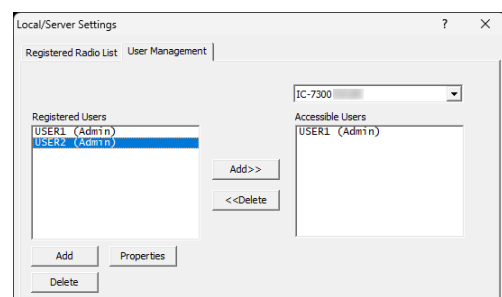 Local/Server Settings ? ×
Registered Radio List User Management
IC-7300
Registered Users Accessible Users
USER1 (Admin) USER1 (Admin)
USER2 (Admin)
Add>>
<<Delete
Add Properties
Delete